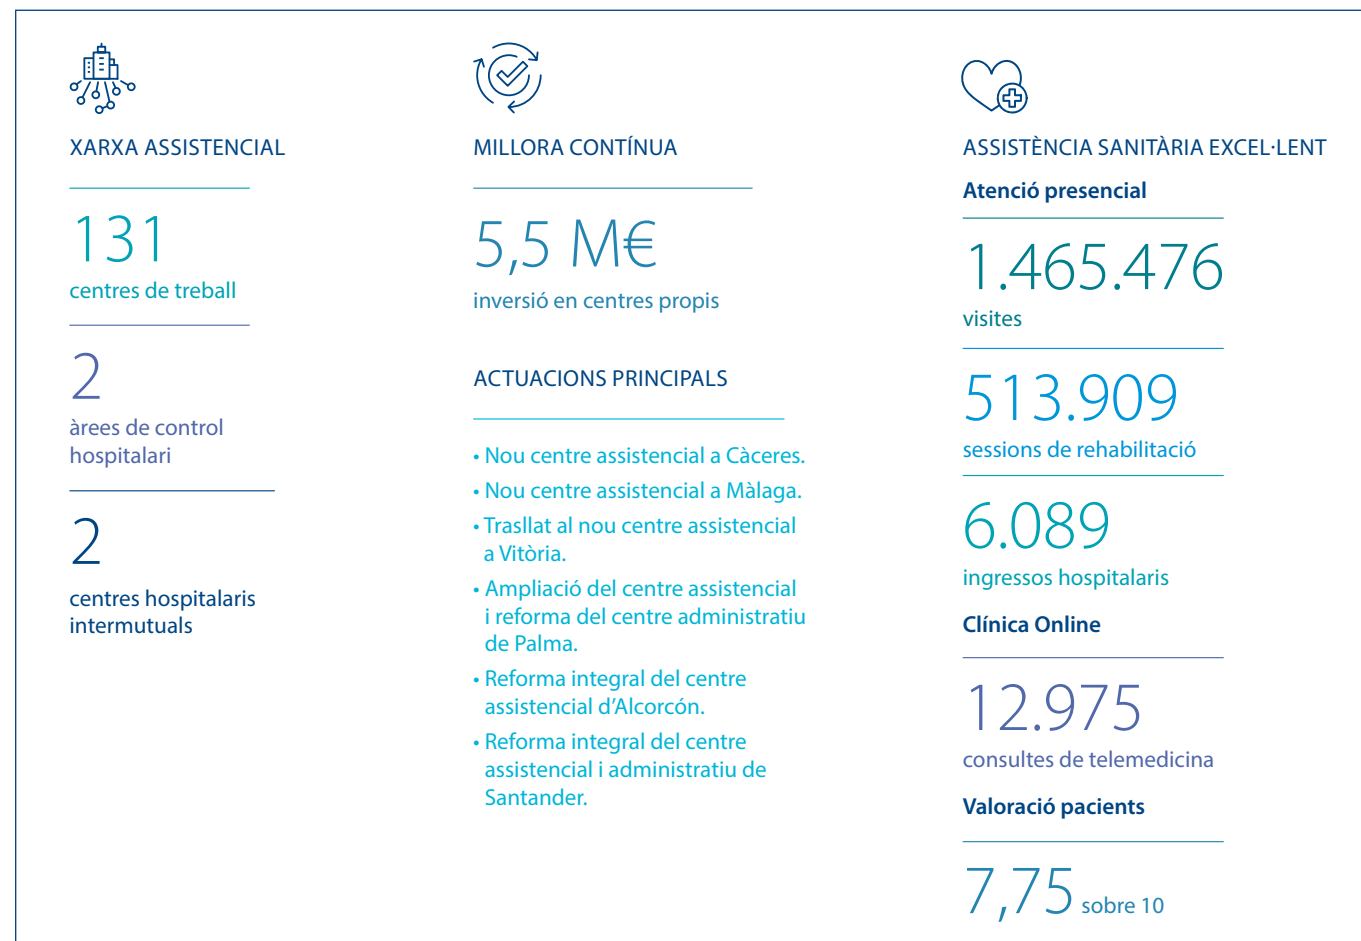 XARXA ASSISTENCIAL
131
centres de treball
2
àrees de control
hospitalari
2
centres hospitalaris
intermutuals
MILLORA CONTÍNUA
5,5 M€
inversió en centres propis
ACTUACIONS PRINCIPALS
• Nou centre assistencial a Càceres.
• Nou centre assistencial a Màlaga.
• Trasllat al nou centre assistencial
a Vitòria.
• Ampliació del centre assistencial
i reforma del centre administratiu
de Palma.
• Reforma integral del centre
assistencial d’Alcorcón.
• Reforma integral del centre
assistencial i administratiu de
Santander.
ASSISTÈNCIA SANITÀRIA EXCEL·LENT
Atenció presencial
1.465.476
visites
513.909
sessions de rehabilitació
6.089
ingressos hospitalaris
Clínica Online
12.975
consultes de telemedicina
Valoració pacients
7,75 sobre 10